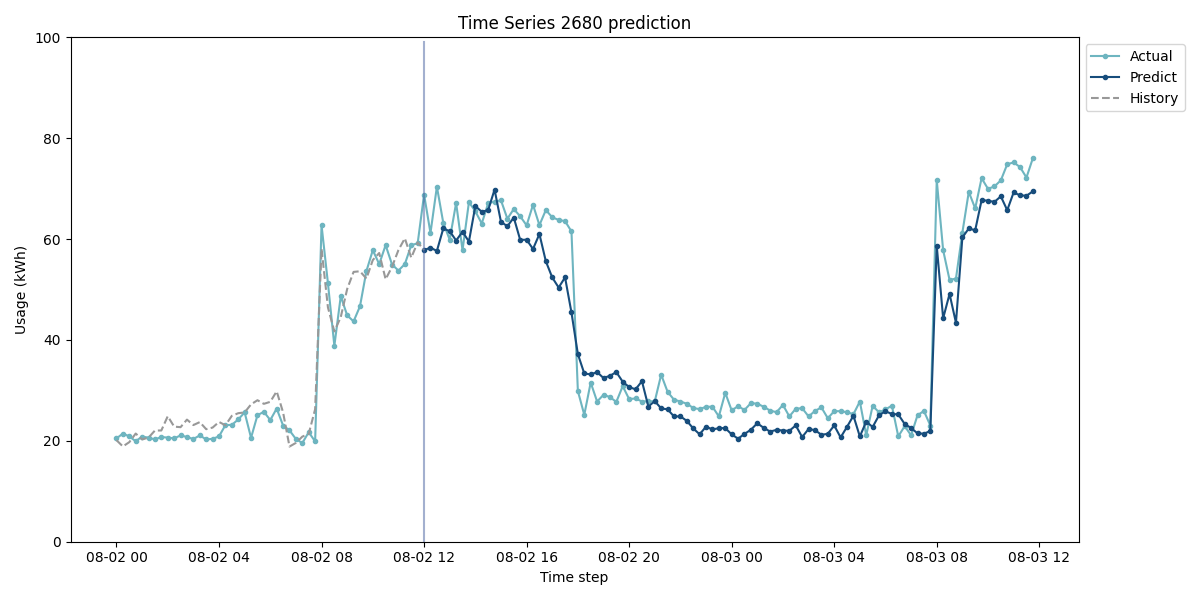 Time Series 2680 prediction
100
80
60
40
20
0
Usage (kWh)
08-02 00
08-02 04
08-02 08
08-02 12
08-02 16
08-02 20
08-03 00
08-03 04
08-03 08
08-03 12
Time step
Actual
Predict
History